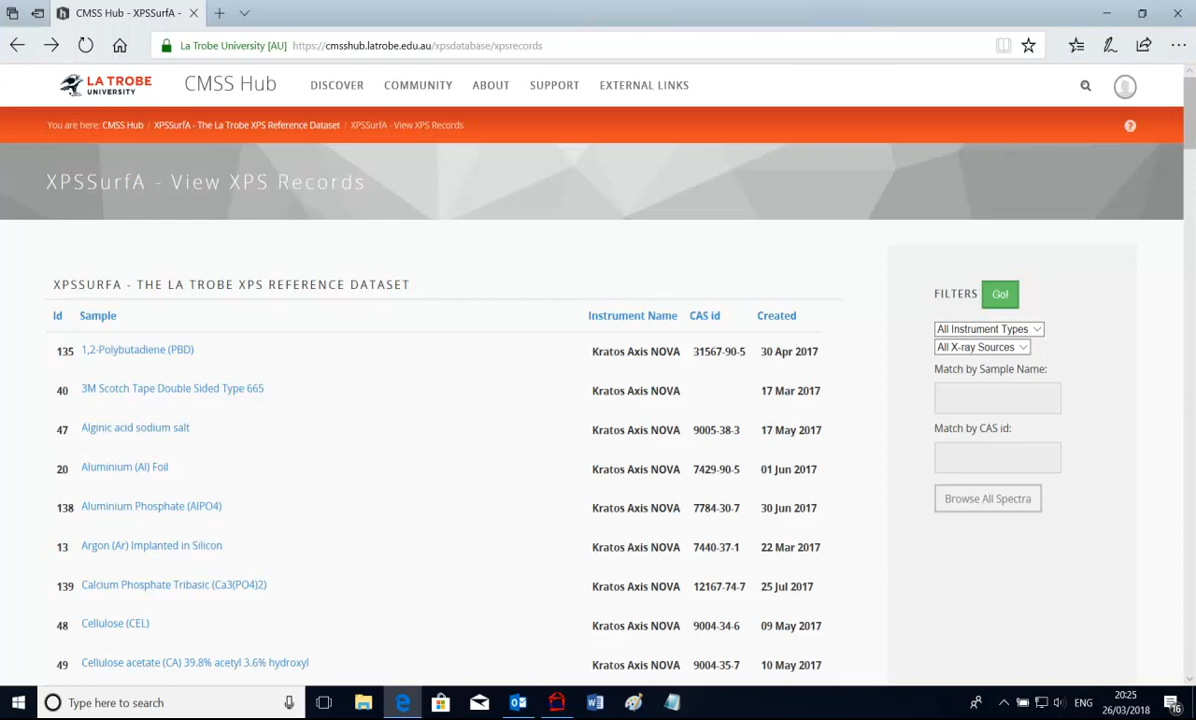 CMSS Hub - XPSSurfA -
La Trobe University [AU] https://cmsshub.latrobe.edu.au/xpsdatabase/xpsrecords
LA TROBE
UNIVERSITY
CMSS Hub DISCOVER COMMUNITY ABOUT SUPPORT EXTERNAL LINKS
You are here: CMSS Hub / XPSSurfA - The La Trobe XPS Reference Dataset / XPSSurfA - View XPS Records ?
XPSSurfA - View XPS Records
XPSSURFA - THE LA TROBE XPS REFERENCE DATASET
Id Sample Instrument Name CAS id Created
135 1,2-Polybutadiene (PBD) Kratos Axis NOVA 31567-90-5 30 Apr 2017
40 3M Scotch Tape Double Sided Type 665 Kratos Axis NOVA 17 Mar 2017
47 Alginic acid sodium salt Kratos Axis NOVA 9005-38-3 17 May 2017
20 Aluminium (Al) Foil Kratos Axis NOVA 7429-90-5 01 Jun 2017
138 Aluminium Phosphate (AlPO4) Kratos Axis NOVA 7784-30-7 30 Jun 2017
13 Argon (Ar) Implanted in Silicon Kratos Axis NOVA 7440-37-1 22 Mar 2017
139 Calcium Phosphate Tribasic (Ca3(PO4)2) Kratos Axis NOVA 12167-74-7 25 Jul 2017
48 Cellulose (CEL) Kratos Axis NOVA 9004-34-6 09 May 2017
49 Cellulose acetate (CA) 39.8% acetyl 3.6% hydroxyl Kratos Axis NOVA 9004-35-7 10 May 2017
FILTERS Go!
All Instrument Types
All X-ray Sources
Match by Sample Name:
Match by CAS id:
Browse All Spectra
Type here to search
ENG
20:25
26/03/2018
16